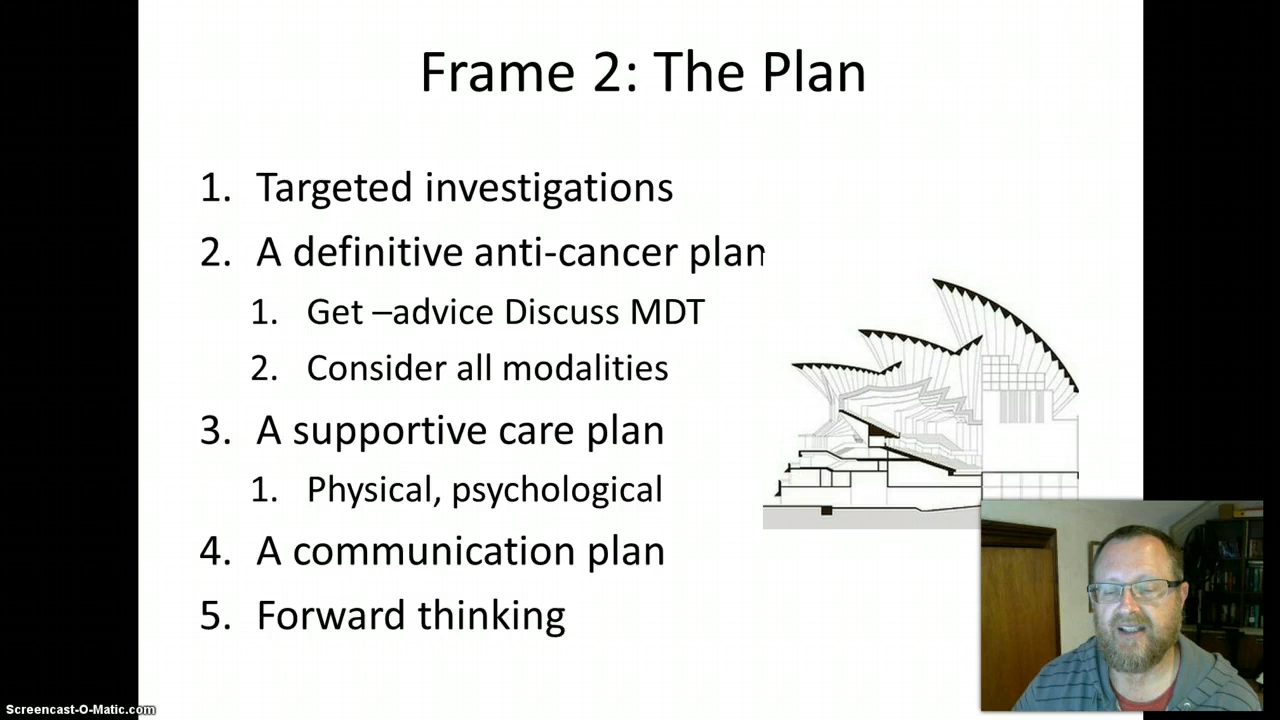 Frame 2: The Plan
1. Targeted investigations
2. A definitive anti-cancer plan
1. Get –advice Discuss MDT
2. Consider all modalities
3. A supportive care plan
1. Physical, psychological
4. A communication plan
5. Forward thinking
Screencast-O-Matic.com